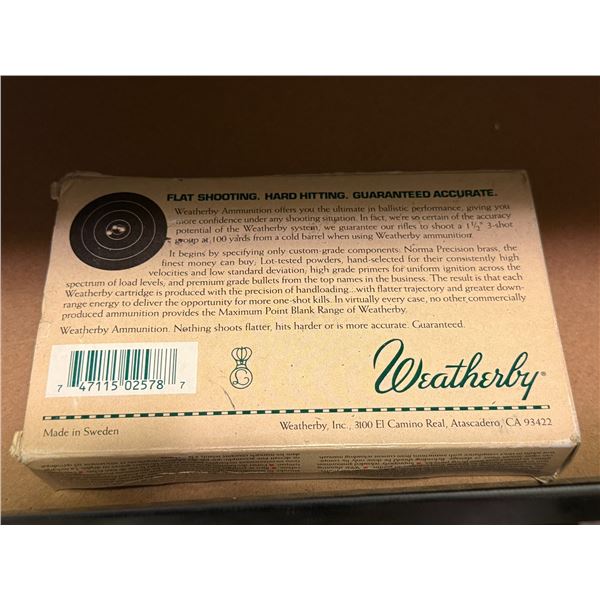 FLAT SHOOTING. HARD HITTING. GUARANTEED ACCURATE.
Weatherby Ammunition offers you the ultimate in ballistic performance, giving you
more confidence under any shooting situation. In fact, we're so certain of the accuracy
potential of the Weatherby system, we guarantee our rifles to shoot a 1½" 3-shot
group at 100 yards from a cold barrel when using Weatherby ammunition.
It begins by specifying only custom-grade components: Norma Precision brass, the
finest money can buy. Lot-tested powders, hand-selected for their consistently high
velocities and low standard deviation; high grade primers for uniform ignition across the
spectrum of load levels; and premium grade bullets from the top names in the business. The result is that each
Weatherby cartridge is produced with the precision of handloading...with flatter trajectory and greater down-
range energy to deliver the opportunity for more one-shot kills. In virtually every case, no other commercially
produced ammunition provides the Maximum Point Blank Range of Weatherby.
Weatherby Ammunition. Nothing shoots flatter, hits harder or is more accurate. Guaranteed.
7 47115 02578 7
Weatherby®
Made in Sweden
Weatherby, Inc., 3100 El Camino Real, Atascadero, CA 93422